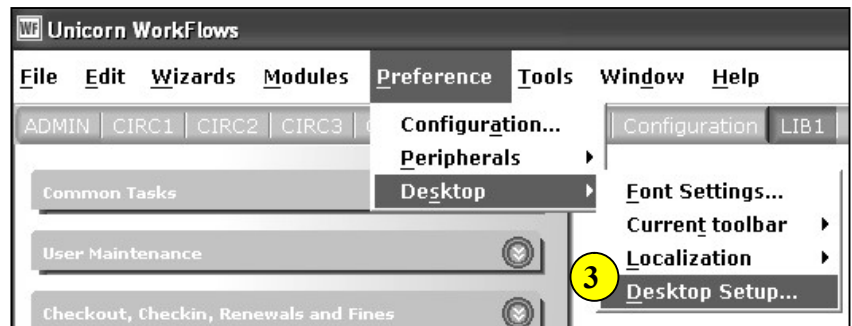 WF Unicorn WorkFlows
File Edit Wizards Modules Preference Tools Window Help
ADMIN CIRC1 CIRC2 CIRC3 Configuration LIB1
Configuration...
Peripherals
Desktop
Common Tasks
User Maintenance
Checkout, Checkin, Renewals and Fines
Font Settings...
Current toolbar
Localization
3
Desktop Setup...